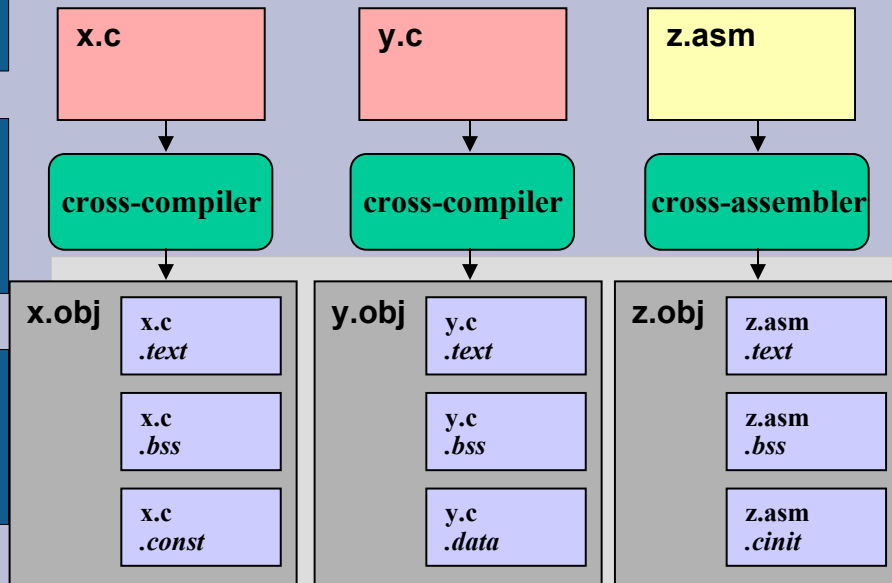 x.c
y.c
z.asm
cross-compiler
cross-compiler
cross-assembler
x.obj
x.c
.text
x.c
.bss
x.c
.const
y.obj
y.c
.text
y.c
.bss
y.c
.data
z.obj
z.asm
.text
z.asm
.bss
z.asm
.cinit